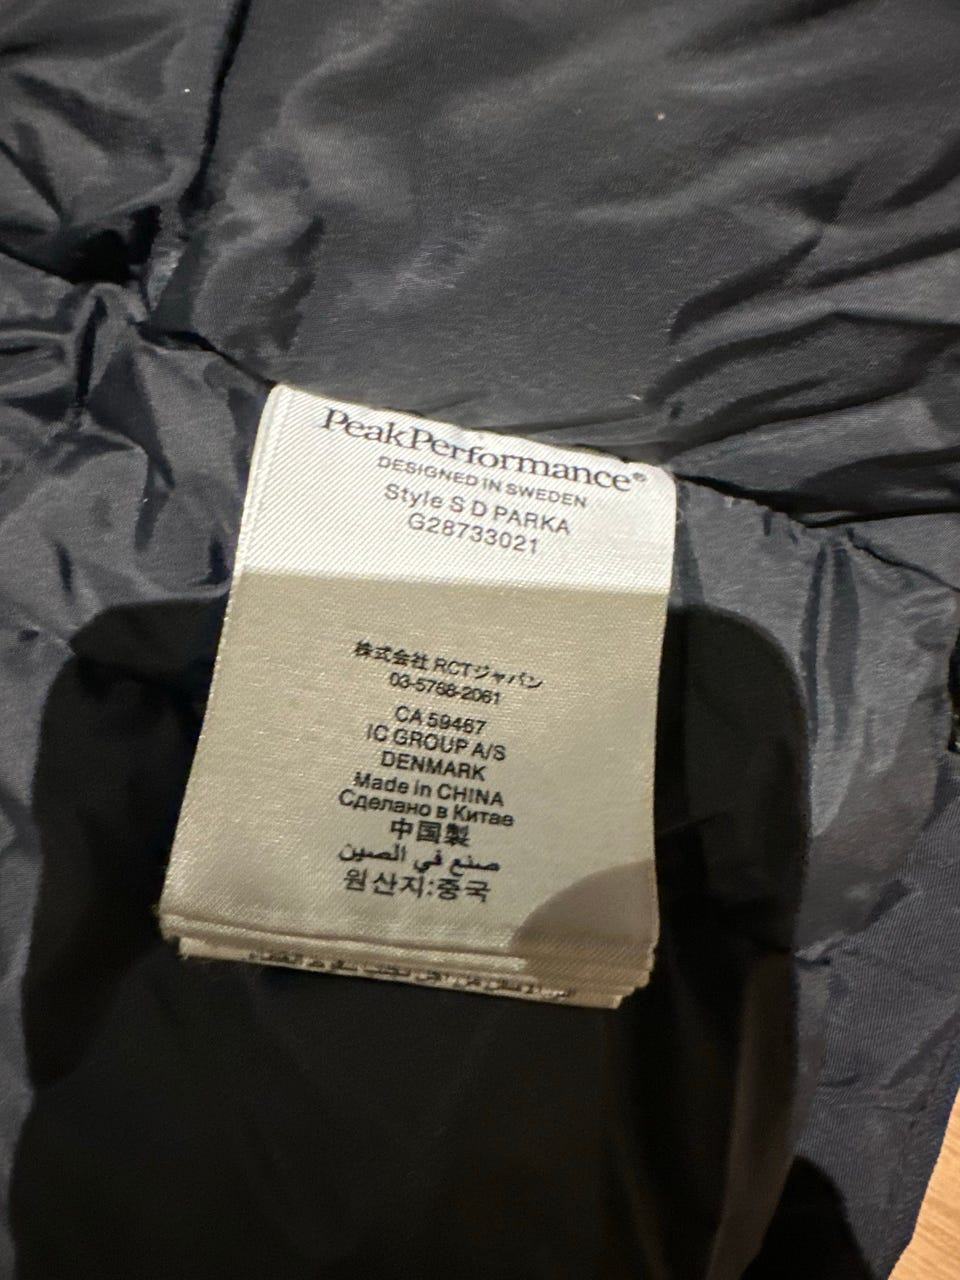 PeakPerformance®
DESIGNED IN SWEDEN
Style S D PARKA
G28733021
株式会社 RCTジャパン
03-5768-2061
CA 59467
IC GROUP A/S
DENMARK
Made in CHINA
Сделано в Китае
中国製
صنع في الصين
원산지:중국